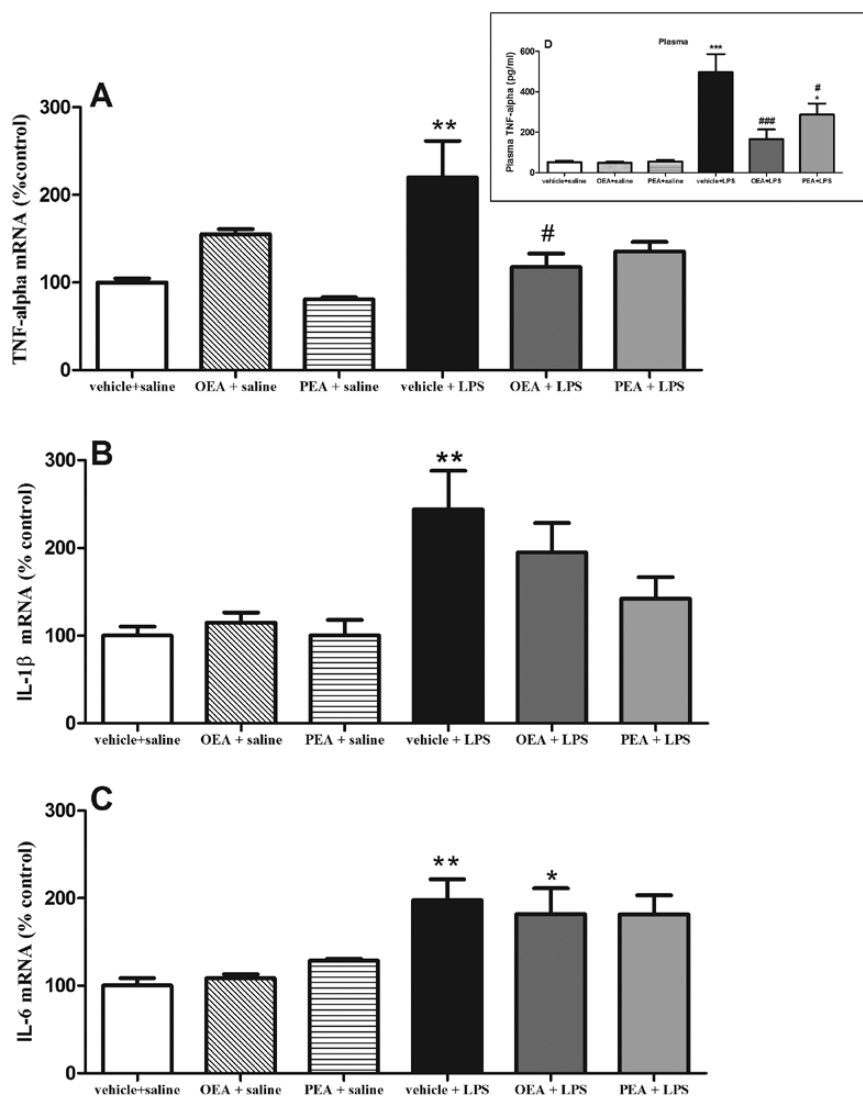 A
TNF-alpha mRNA (%control)
300
200
100
0
**
#
vehicle+saline OEA + saline PEA + saline vehicle + LPS OEA + LPS PEA + LPS
D
Plasma
Plasma TNF-alpha (pg/ml)
600
400
200
0
***
###
#
*
vehicle+saline OEA+saline PEA+saline vehicle+LPS OEA+LPS PEA+LPS
B
IL-1β mRNA (% control)
300
200
100
0
**
vehicle+saline OEA + saline PEA + saline vehicle + LPS OEA + LPS PEA + LPS
C
IL-6 mRNA (% control)
300
200
100
0
**
*
vehicle+saline OEA + saline PEA + saline vehicle + LPS OEA + LPS PEA + LPS